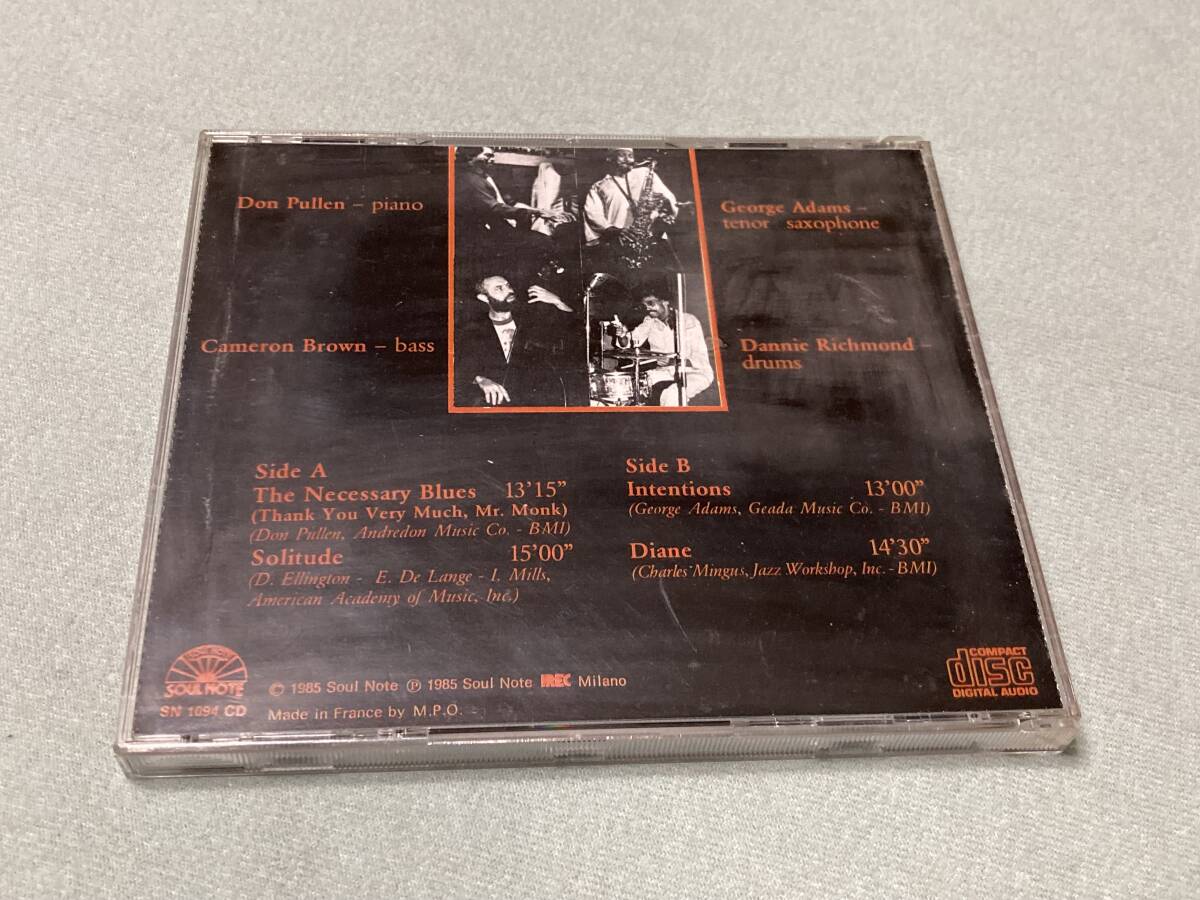 Don Pullen – piano
George Adams –
tenor saxophone
Cameron Brown – bass
Dannie Richmond –
drums
Side A
The Necessary Blues 13'15”
(Thank You Very Much, Mr. Monk)
(Don Pullen, Andredon Music Co. - BMI)
Solitude 15'00”
(D. Ellington - E. De Lange - I. Mills,
American Academy of Music, Inc.)
Side B
Intentions 13'00”
(George Adams, Geada Music Co. - BMI)
Diane 14'30”
(Charles Mingus, Jazz Workshop, Inc. - BMI)
SOUL NOTE
SN 1094 CD
© 1985 Soul Note ℗ 1985 Soul Note IREC Milano
Made in France by M.P.O.
COMPACT
disc
DIGITAL AUDIO